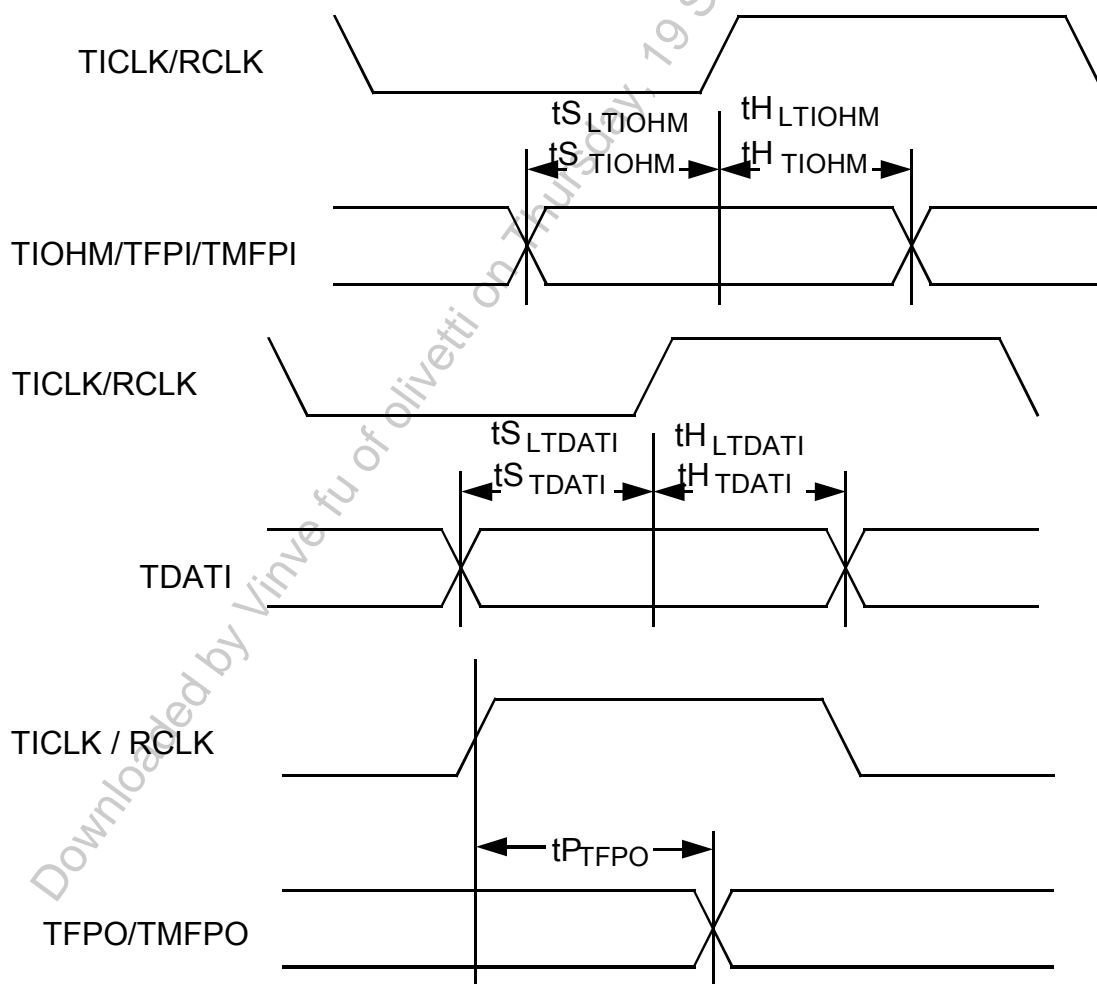 TICLK/RCLK
tS LTIOHM
tH LTIOHM
tS TIOHM
tH TIOHM
TIOHM/TFPI/TMFPI
TICLK/RCLK
tS LTDATI
tH LTDATI
tS TDATI
tH TDATI
TDATI
TICLK / RCLK
tPTFPO
TFPO/TMFPO
Downloaded by Vinve fu of olivetti on Thursday, 19 S